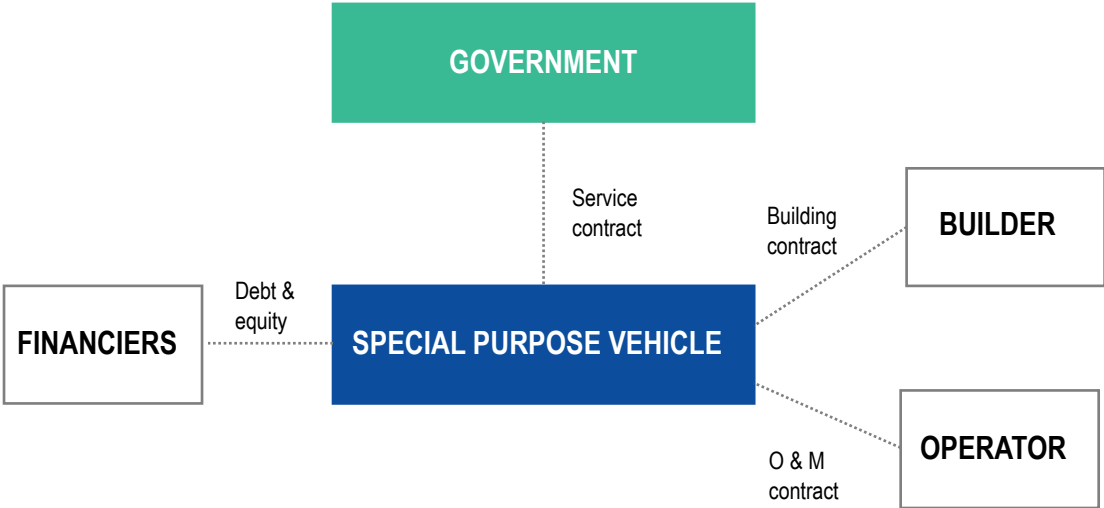 GOVERNMENT
Service
contract
Building
contract
BUILDER
Debt &
equity
FINANCIERS
SPECIAL PURPOSE VEHICLE
OPERATOR
O & M
contract